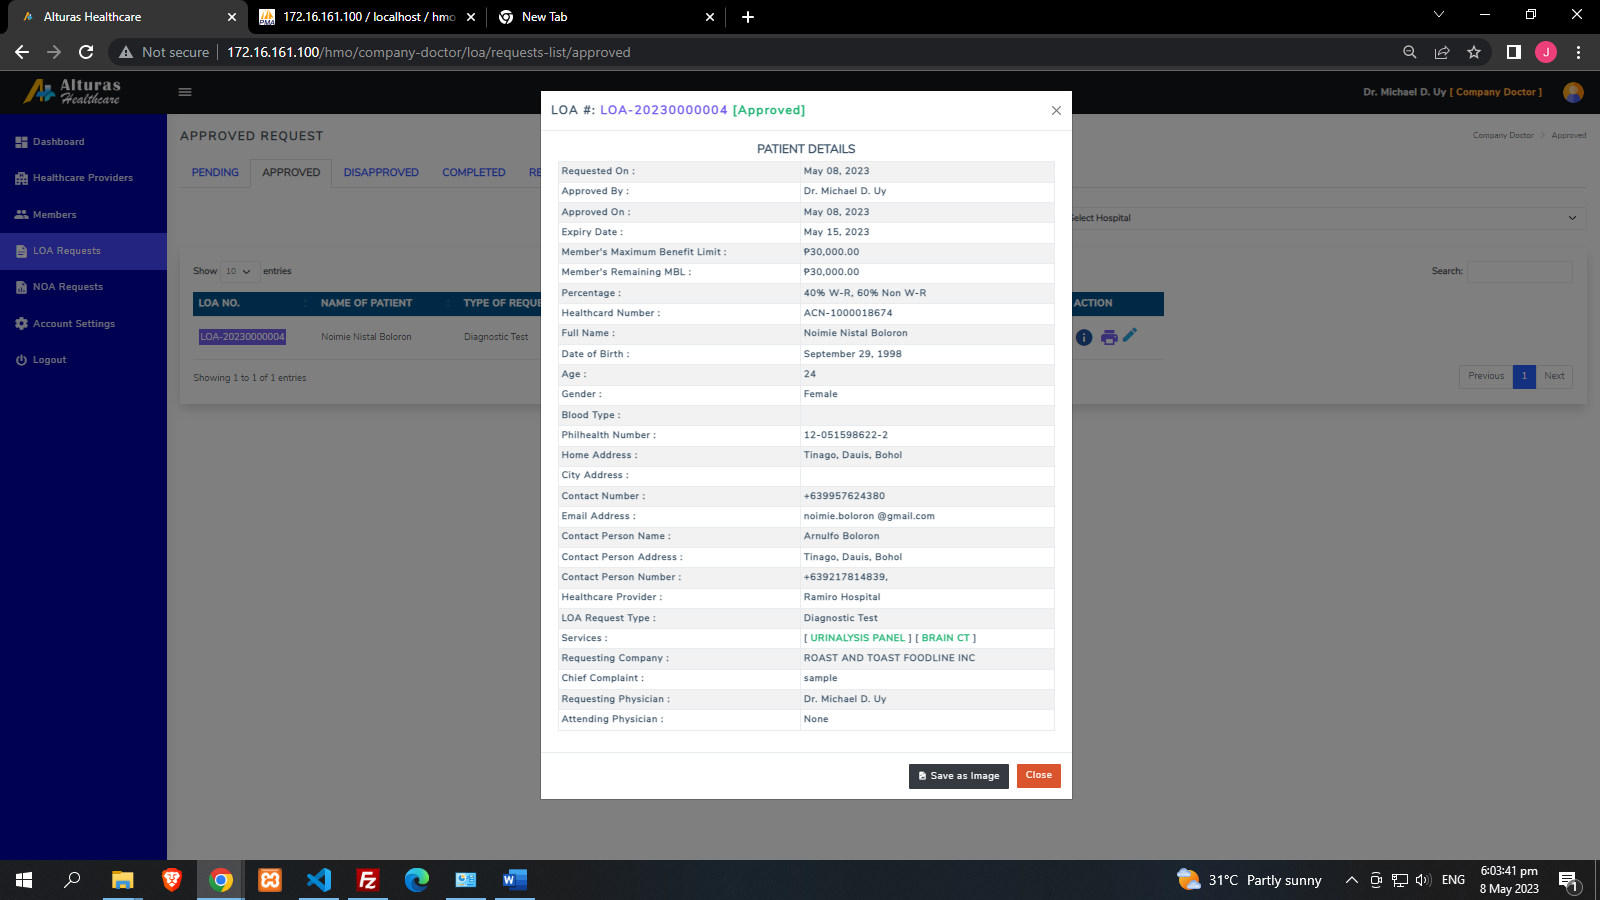 Alturas Healthcare
172.16.161.100 / localhost / hmo
New Tab
Not secure
172.16.161.100/hmo/company-doctor/loa/requests-list/approved
J
Alturas
Healthcare
Dr. Michael D. Uy [ Company Doctor ]
Dashboard
Healthcare Providers
Members
LOA Requests
NOA Requests
Account Settings
Logout
APPROVED REQUEST
Company Doctor
Approved
PENDING
APPROVED
DISAPPROVED
COMPLETED
RE
Select Hospital
Show 10 entries
Search:
LOA NO.
NAME OF PATIENT
TYPE OF REQUE
ACTION
LOA-20230000004
Noimie Nistal Boloron
Diagnostic Test
Showing 1 to 1 of 1 entries
Previous 1 Next
LOA #: LOA-20230000004 [Approved]
PATIENT DETAILS
Requested On : May 08, 2023
Approved By : Dr. Michael D. Uy
Approved On : May 08, 2023
Expiry Date : May 15, 2023
Member's Maximum Benefit Limit : ₱30,000.00
Member's Remaining MBL : ₱30,000.00
Percentage : 40% W-R, 60% Non W-R
Healthcard Number : ACN-1000018674
Full Name : Noimie Nistal Boloron
Date of Birth : September 29, 1998
Age : 24
Gender : Female
Blood Type :
Philhealth Number : 12-051598622-2
Home Address : Tinago, Dauis, Bohol
City Address :
Contact Number : +639957624380
Email Address : noimie.boloron @gmail.com
Contact Person Name : Arnulfo Boloron
Contact Person Address : Tinago, Dauis, Bohol
Contact Person Number : +639217814839,
Healthcare Provider : Ramiro Hospital
LOA Request Type : Diagnostic Test
Services : [ URINALYSIS PANEL ] [ BRAIN CT ]
Requesting Company : ROAST AND TOAST FOODLINE INC
Chief Complaint : sample
Requesting Physician : Dr. Michael D. Uy
Attending Physician : None
Save as Image
Close
31°C Partly sunny
ENG
6:03:41 pm
8 May 2023
1